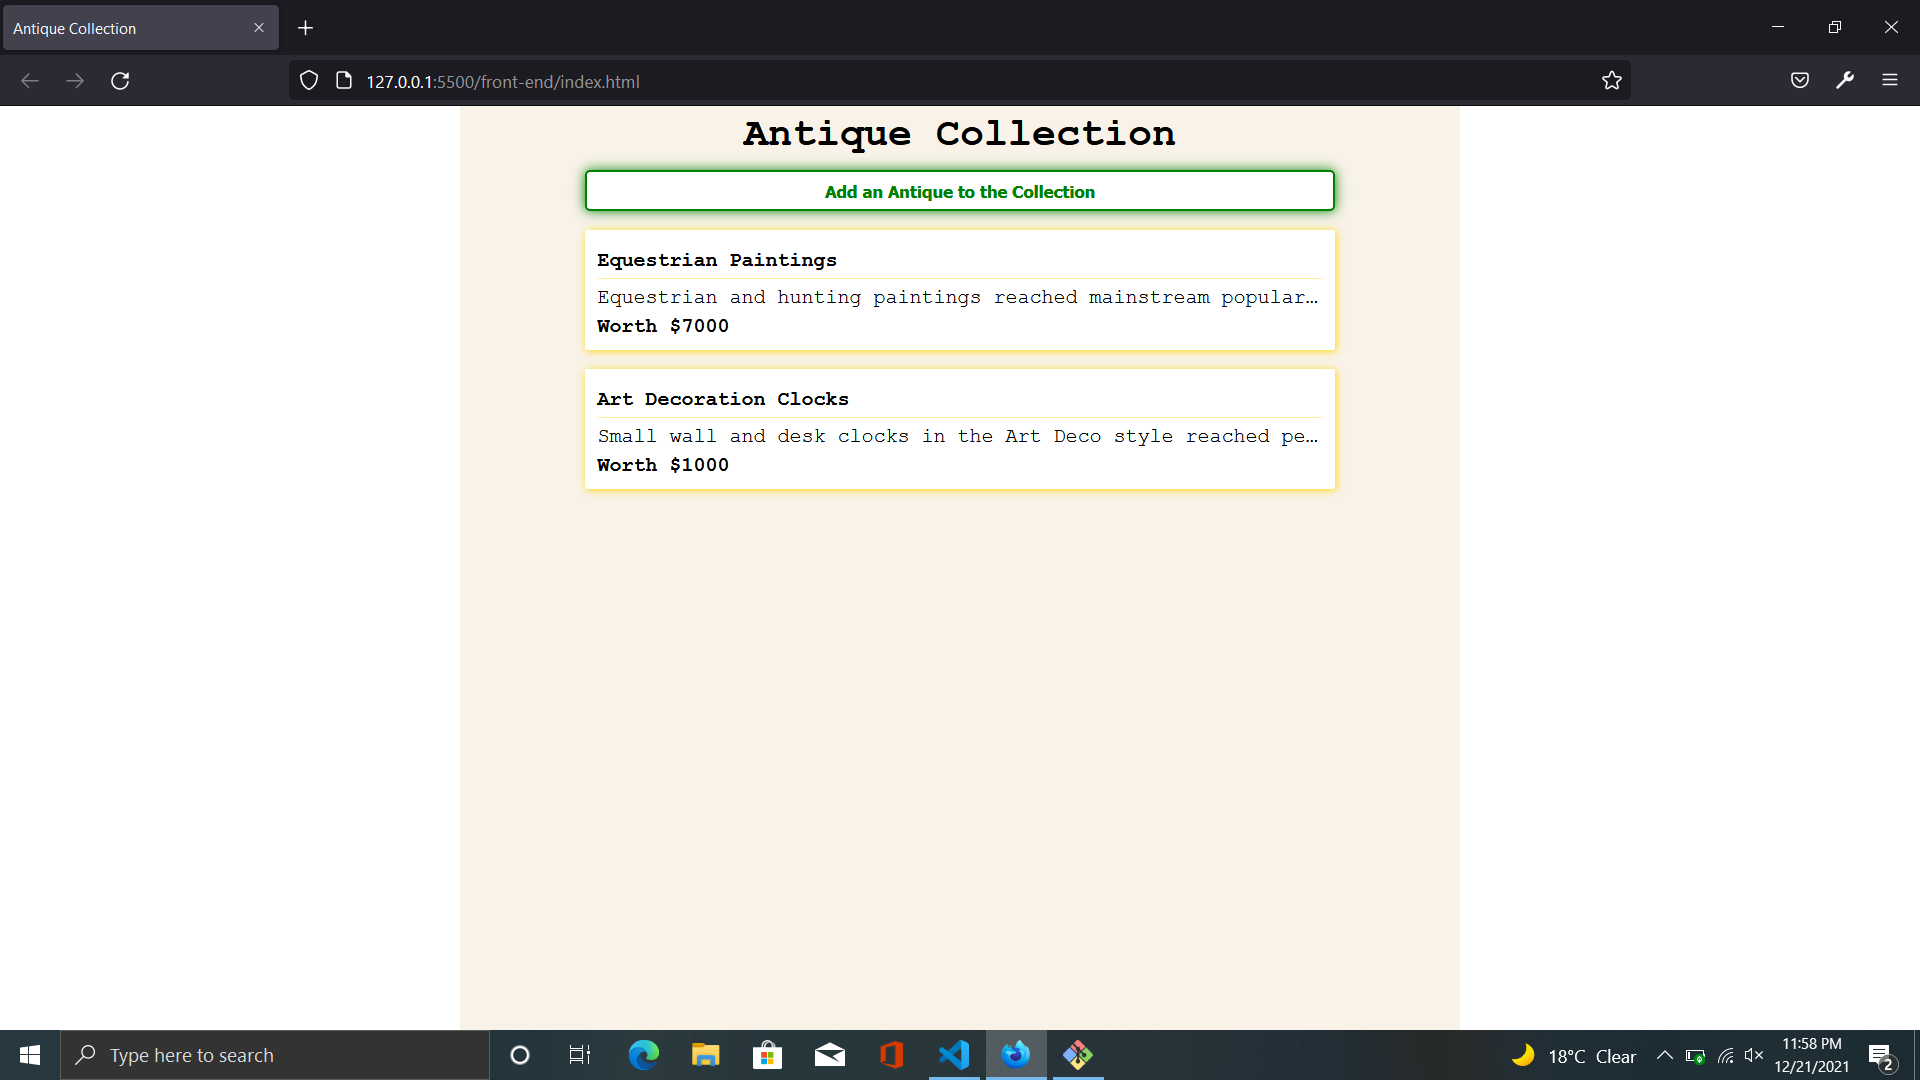 Antique Collection
127.0.0.1:5500/front-end/index.html
Antique Collection
Add an Antique to the Collection
Equestrian Paintings
Equestrian and hunting paintings reached mainstream popular…
Worth $7000
Art Decoration Clocks
Small wall and desk clocks in the Art Deco style reached pe…
Worth $1000
Type here to search
18°C Clear
11:58 PM
12/21/2021
2